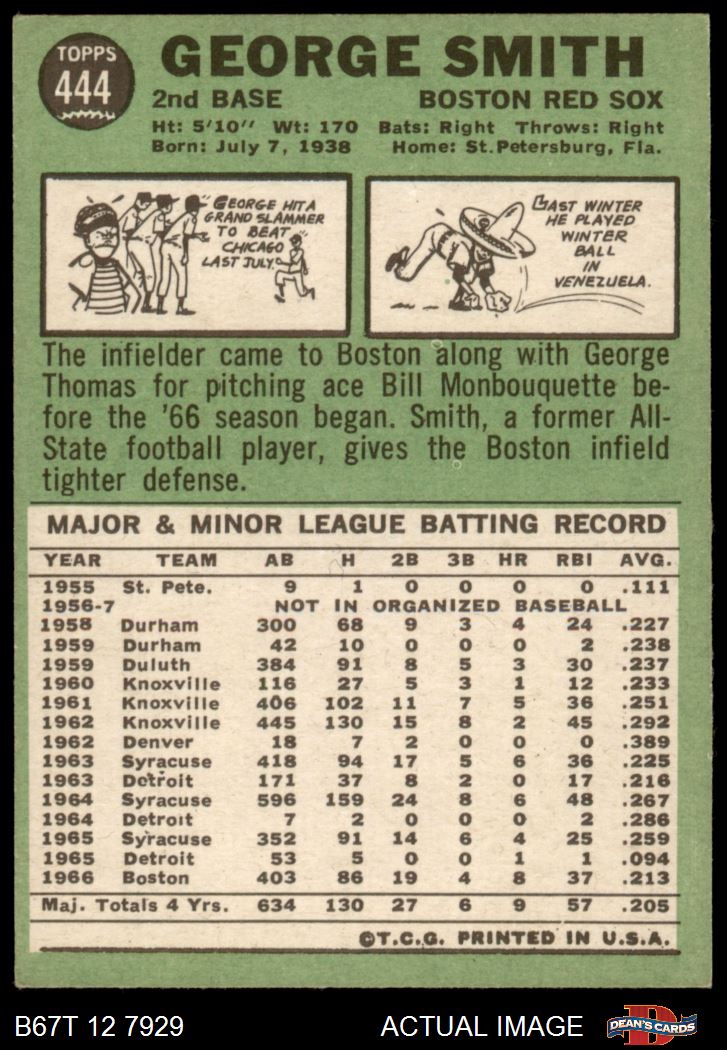 TOPPS
444
GEORGE SMITH
2nd BASE BOSTON RED SOX
Ht: 5'10" Wt: 170 Bats: Right Throws: Right
Born: July 7, 1938 Home: St. Petersburg, Fla.
GEORGE HIT A
GRAND SLAMMER
TO BEAT
CHICAGO
LAST JULY.
LAST WINTER
HE PLAYED
WINTER
BALL
IN
VENEZUELA.
The infielder came to Boston along with George
Thomas for pitching ace Bill Monbouquette be-
fore the '66 season began. Smith, a former All-
State football player, gives the Boston infield
tighter defense.
MAJOR & MINOR LEAGUE BATTING RECORD
YEAR TEAM AB H 2B 3B HR RBI AVG.
1955 St. Pete. 9 1 0 0 0 0 .111
1956-7 NOT IN ORGANIZED BASEBALL
1958 Durham 300 68 9 3 4 24 .227
1959 Durham 42 10 0 0 0 2 .238
1959 Duluth 384 91 8 5 3 30 .237
1960 Knoxville 116 27 5 3 1 12 .233
1961 Knoxville 406 102 11 7 5 36 .251
1962 Knoxville 445 130 15 8 2 45 .292
1962 Denver 18 7 2 0 0 0 .389
1963 Syracuse 418 94 17 5 6 36 .225
1963 Detroit 171 37 8 2 0 17 .216
1964 Syracuse 596 159 24 8 6 48 .267
1964 Detroit 7 2 0 0 0 2 .286
1965 Syracuse 352 91 14 6 4 25 .259
1965 Detroit 53 5 0 0 1 1 .094
1966 Boston 403 86 19 4 8 37 .213
Maj. Totals 4 Yrs. 634 130 27 6 9 57 .205
©T.C.G. PRINTED IN U.S.A.
B67T 12 7929 ACTUAL IMAGE
DEAN'S CARDS